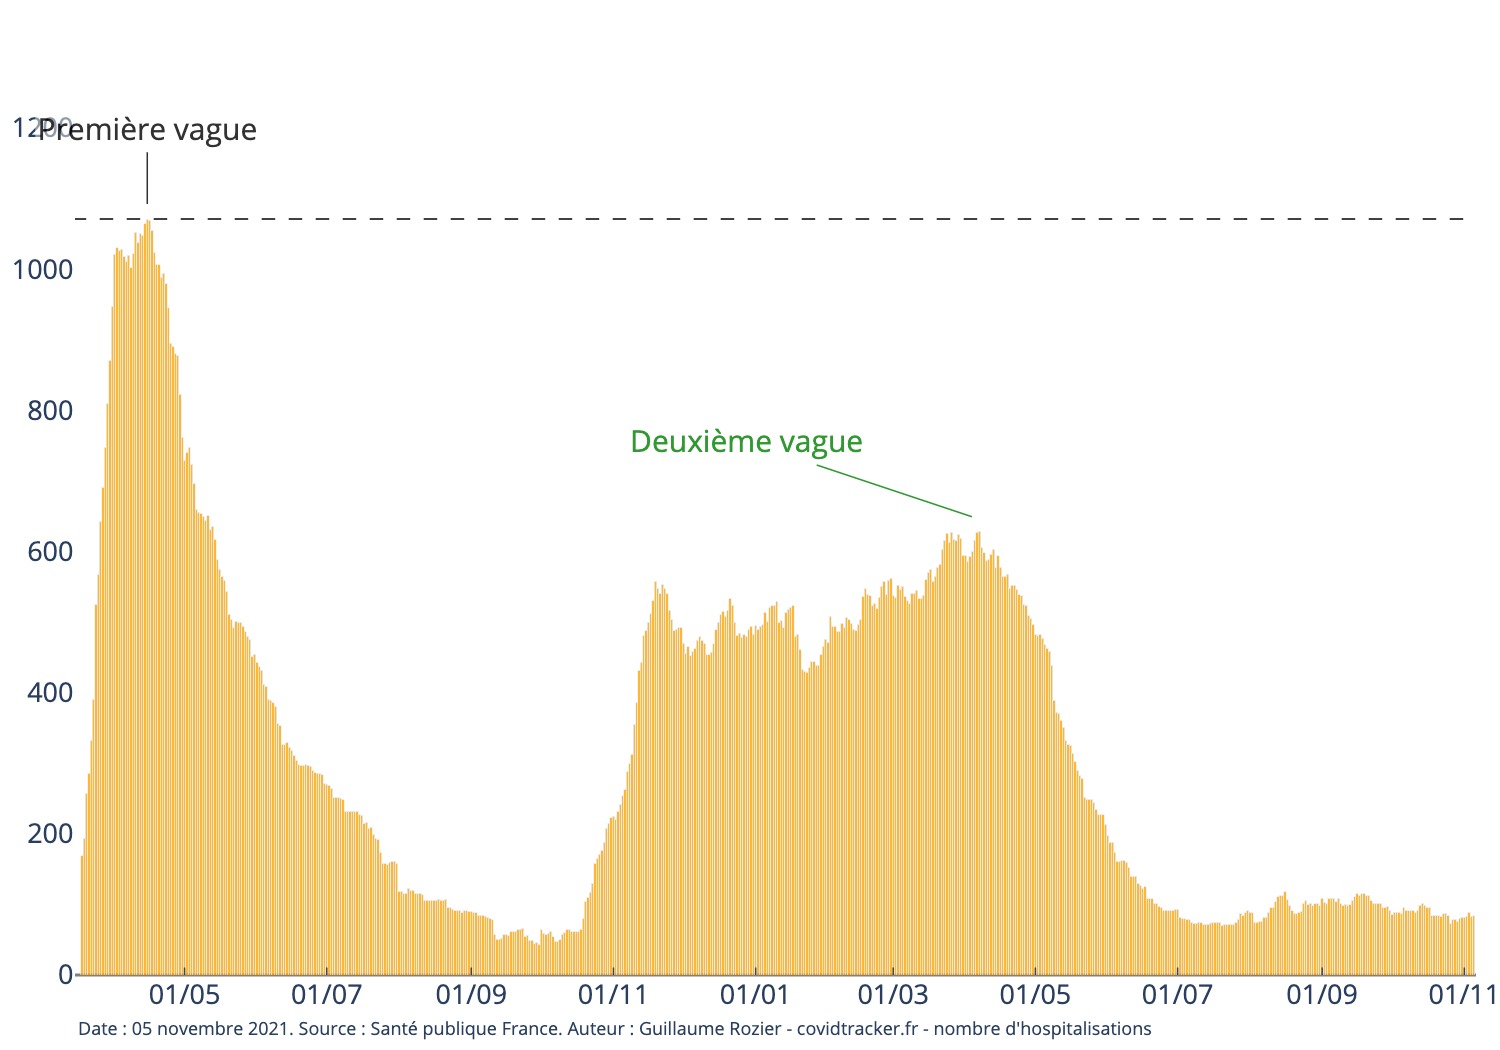 1200
Première vague
1000
800
Deuxième vague
600
400
200
0
01/05 01/07 01/09 01/11 01/01 01/03 01/05 01/07 01/09 01/11
Date : 05 novembre 2021. Source : Santé publique France. Auteur : Guillaume Rozier - covidtracker.fr - nombre d'hospitalisations